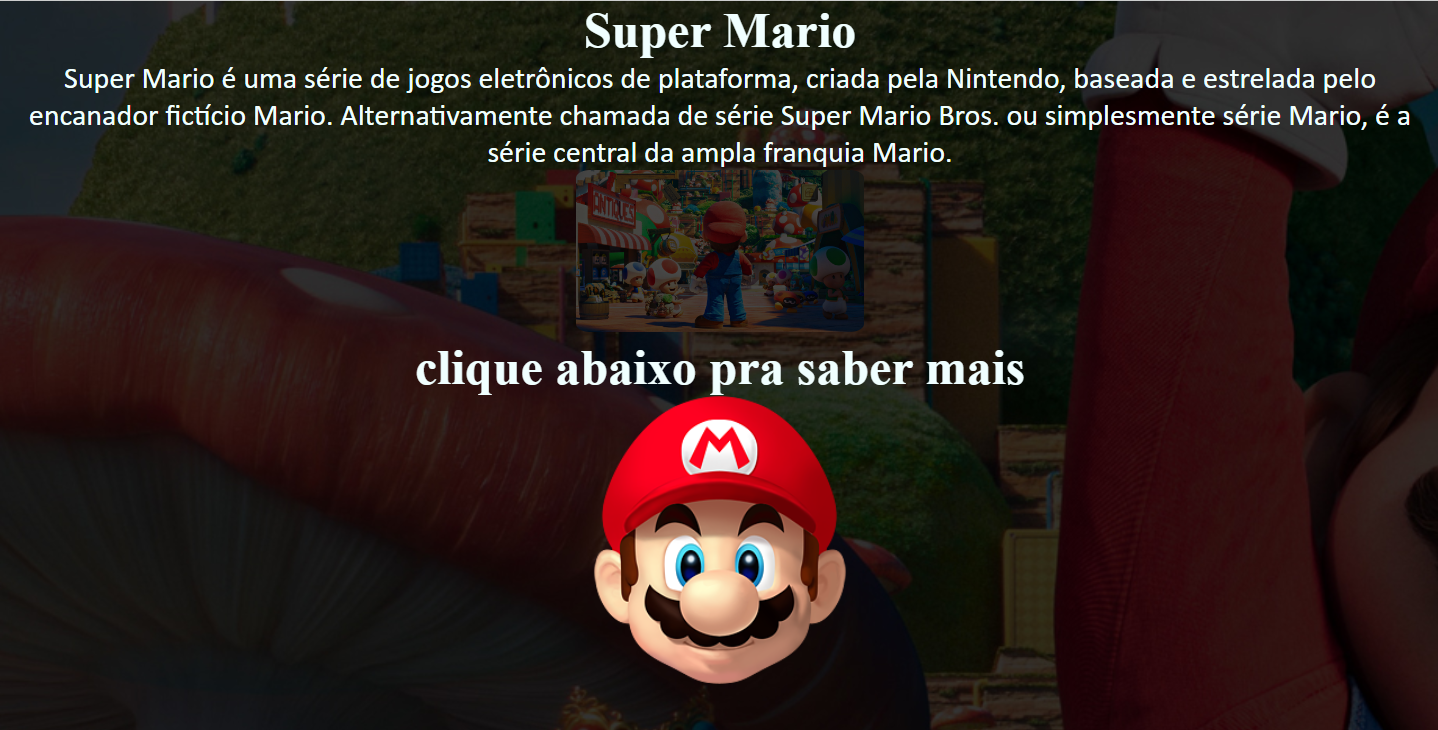 Super Mario
Super Mario é uma série de jogos eletrônicos de plataforma, criada pela Nintendo, baseada e estrelada pelo
encanador fictício Mario. Alternativamente chamada de série Super Mario Bros. ou simplesmente série Mario, é a
série central da ampla franquia Mario.
ANTIQUES
clique abaixo pra saber mais
M